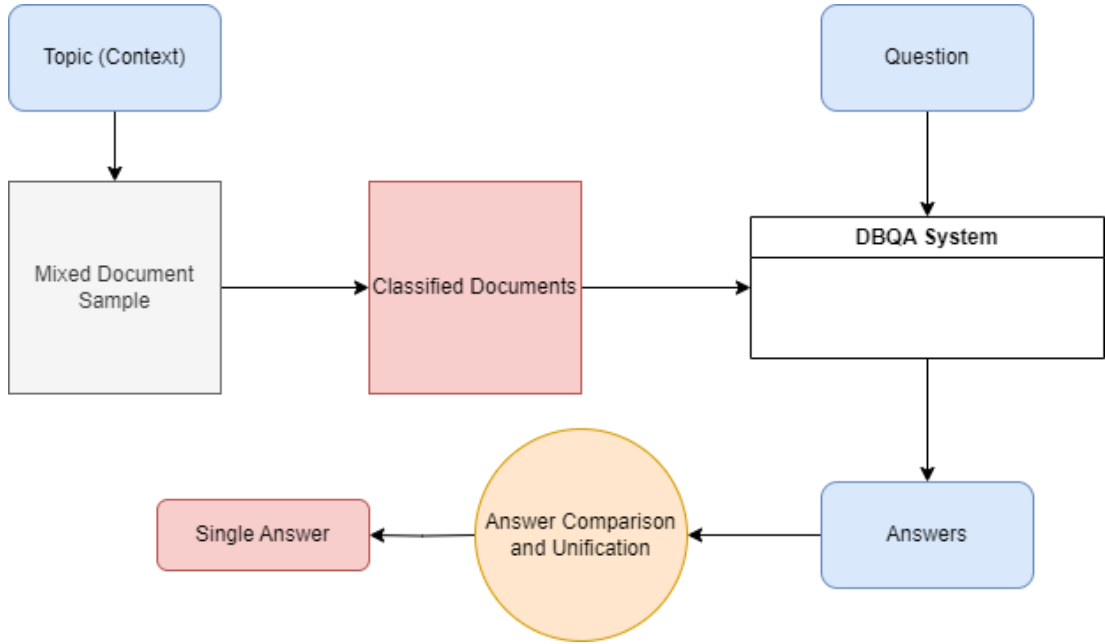 Topic (Context)
Question
Mixed Document
Sample
Classified Documents
DBQA System
Single Answer
Answer Comparison
and Unification
Answers